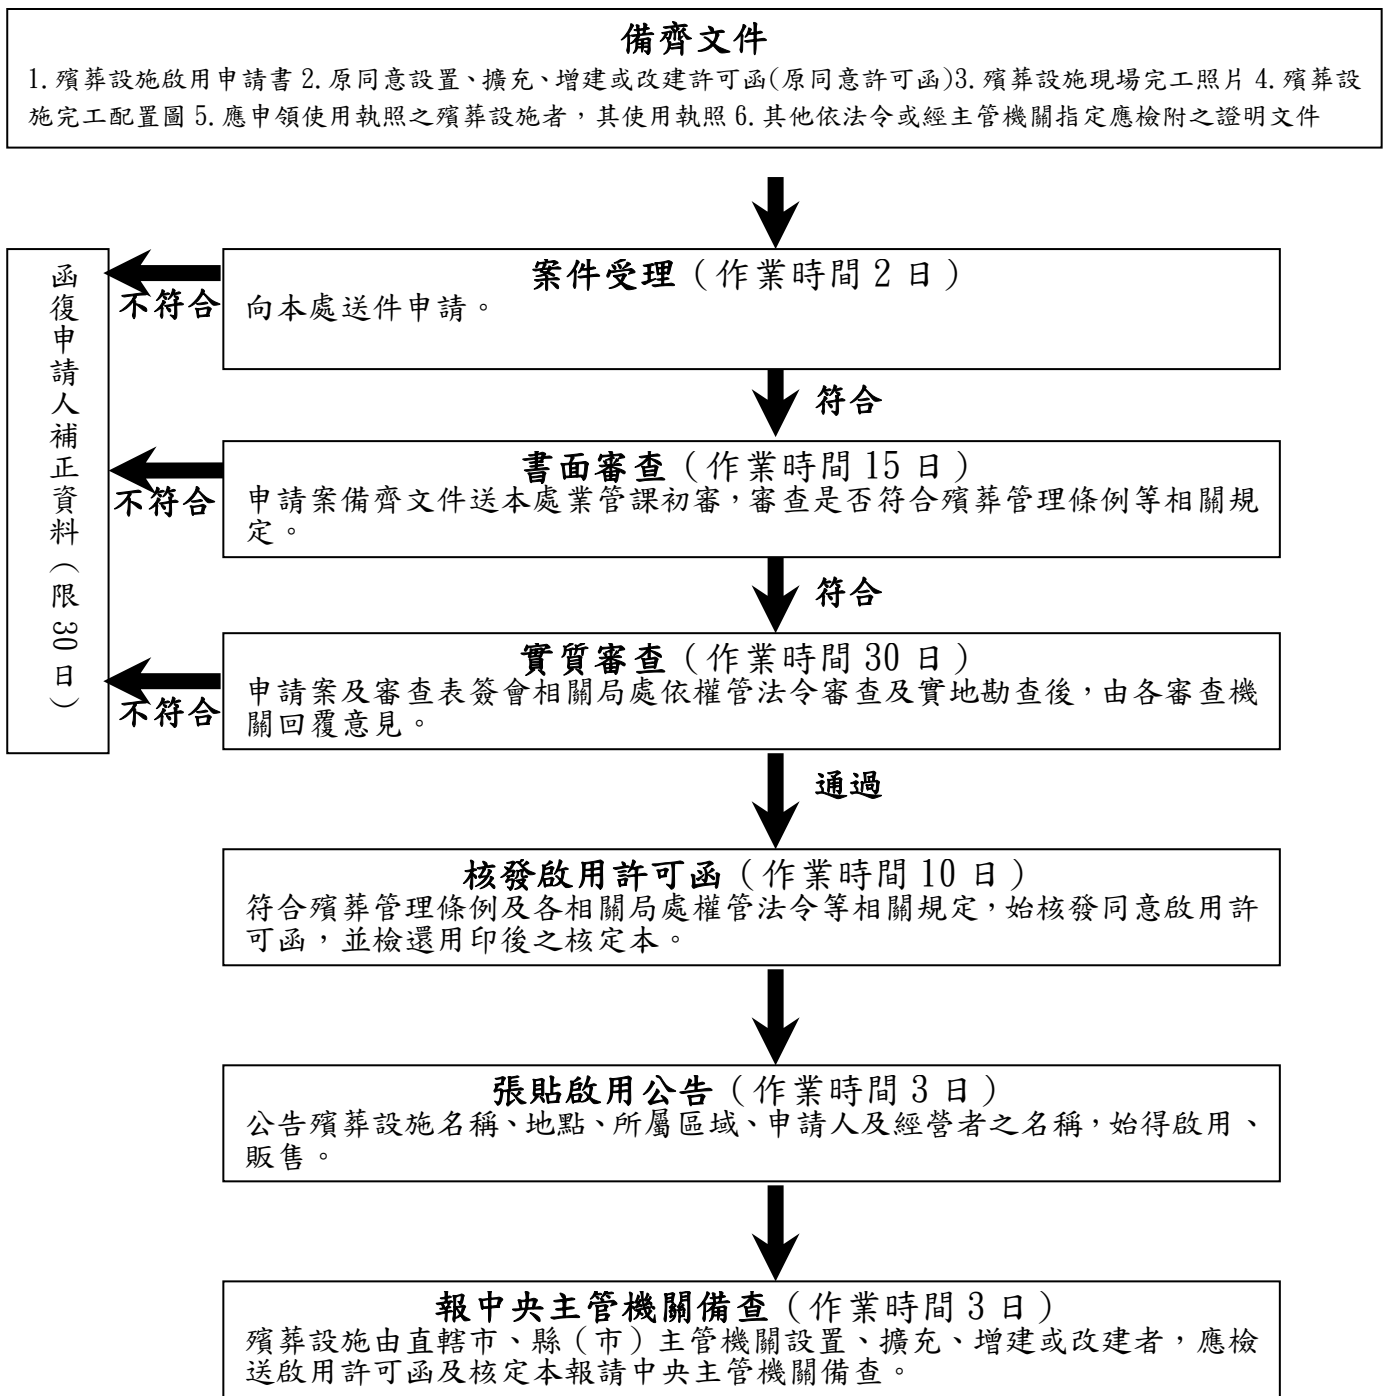 備齊文件
1.殯葬設施啟用申請書 2.原同意設置、擴充、增建或改建許可函(原同意許可函)3.殯葬設施現場完工照片 4.殯葬設
施完工配置圖 5.應申領使用執照之殯葬設施者，其使用執照 6.其他依法令或經主管機關指定應檢附之證明文件
函復申請人補正資料（限30日）
不符合
案件受理（作業時間 2 日）
向本處送件申請。
符合
不符合
書面審查（作業時間 15 日）
申請案備齊文件送本處業管課初審，審查是否符合殯葬管理條例等相關規
定。
符合
不符合
實質審查（作業時間 30 日）
申請案及審查表簽會相關局處依權管法令審查及實地勘查後，由各審查機
關回覆意見。
通過
核發啟用許可函（作業時間 10 日）
符合殯葬管理條例及各相關局處權管法令等相關規定，始核發同意啟用許
可函，並檢還用印後之核定本。
張貼啟用公告（作業時間 3 日）
公告殯葬設施名稱、地點、所屬區域、申請人及經營者之名稱，始得啟用、
販售。
報中央主管機關備查（作業時間 3 日）
殯葬設施由直轄市、縣（市）主管機關設置、擴充、增建或改建者，應檢
送啟用許可函及核定本報請中央主管機關備查。